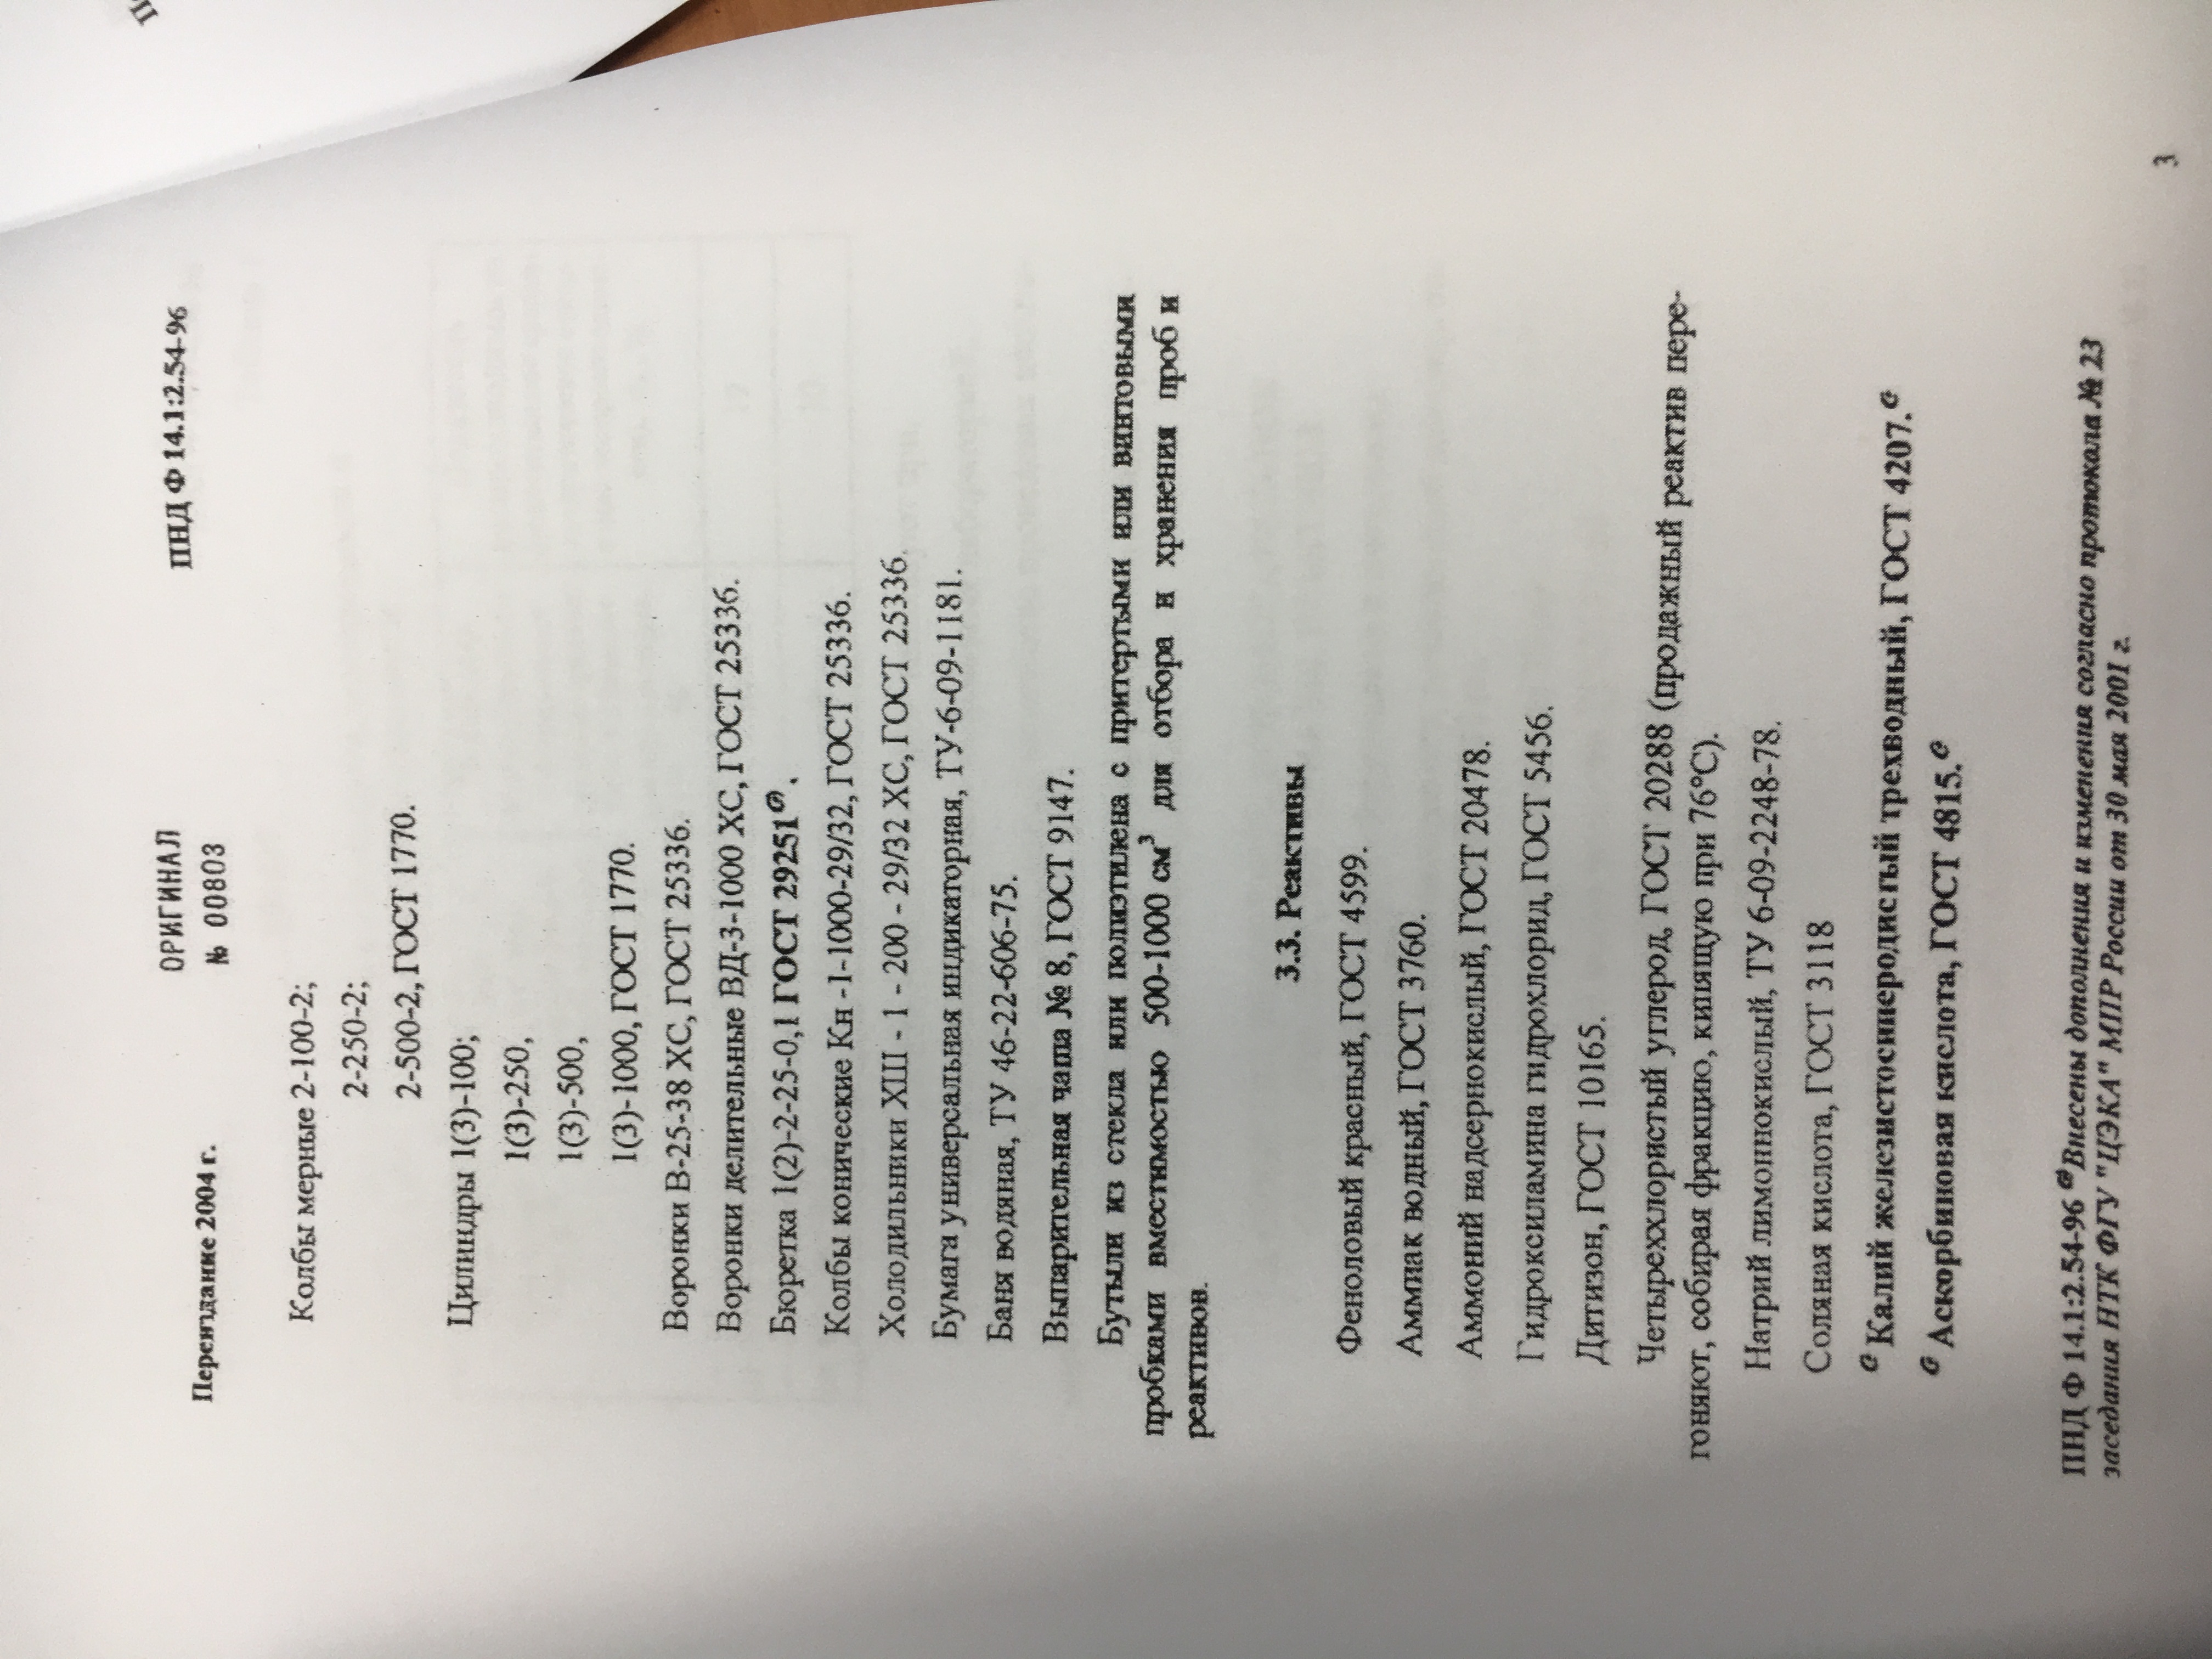 Переиздание 2004 г.
ОРИГИНАЛ
№ 00803
ПНД Ф 14.1:2.54-96
Колбы мерные 2-100-2;
2-250-2;
2-500-2, ГОСТ 1770.
Цилиндры 1(3)-100;
1(3)-250,
1(3)-500,
1(3)-1000, ГОСТ 1770.
Воронки В-25-38 ХС, ГОСТ 25336.
Воронки делительные ВД-3-1000 ХС, ГОСТ 25336.
Бюретка 1(2)-2-25-0,1 ГОСТ 29251 ⁽ᴳ⁾.
Колбы конические Кн -1-1000-29/32, ГОСТ 25336.
Холодильники ХШ - 1 - 200 - 29/32 ХС, ГОСТ 25336.
Бумага универсальная индикаторная, ТУ-6-09-1181.
Баня водяная, ТУ 46-22-606-75.
Выпарительная чаша № 8, ГОСТ 9147.
Бутыли из стекла или полиэтилена с притертыми или винтовыми
пробками вместимостью 500-1000 см³ для отбора и хранения проб и
реактивов.
3.3. Реактивы
Феноловый красный, ГОСТ 4599.
Аммиак водный, ГОСТ 3760.
Аммоний надсернокислый, ГОСТ 20478.
Гидроксиламина гидрохлорид, ГОСТ 5456.
Дитизон, ГОСТ 10165.
Четыреххлористый углерод, ГОСТ 20288 (продажный реактив пере-
гоняют, собирая фракцию, кипящую при 76°С).
Натрий лимоннокислый, ТУ 6-09-2248-78.
Соляная кислота, ГОСТ 3118
Калий железистосинеродистый трехводный, ГОСТ 4207.
Аскорбиновая кислота, ГОСТ 4815.
ПНД Ф 14.1:2.54-96 Внесены дополнения и изменения согласно протокола № 23
заседания НТК ФГУ "ЦЭКА" МПР России от 30 мая 2001 г.
3